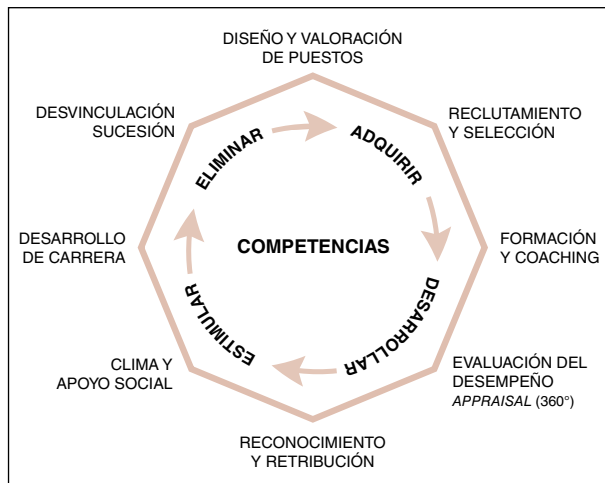 DISEÑO Y VALORACIÓN
DE PUESTOS
RECLUTAMIENTO
Y SELECCIÓN
FORMACIÓN
Y COACHING
EVALUACIÓN DEL
DESEMPEÑO
APPRAISAL (360°)
RECONOCIMIENTO
Y RETRIBUCIÓN
CLIMA Y
APOYO SOCIAL
DESARROLLO
DE CARRERA
DESVINCULACIÓN
SUCESIÓN
ADQUIRIR
DESARROLLAR
ESTIMULAR
ELIMINAR
COMPETENCIAS